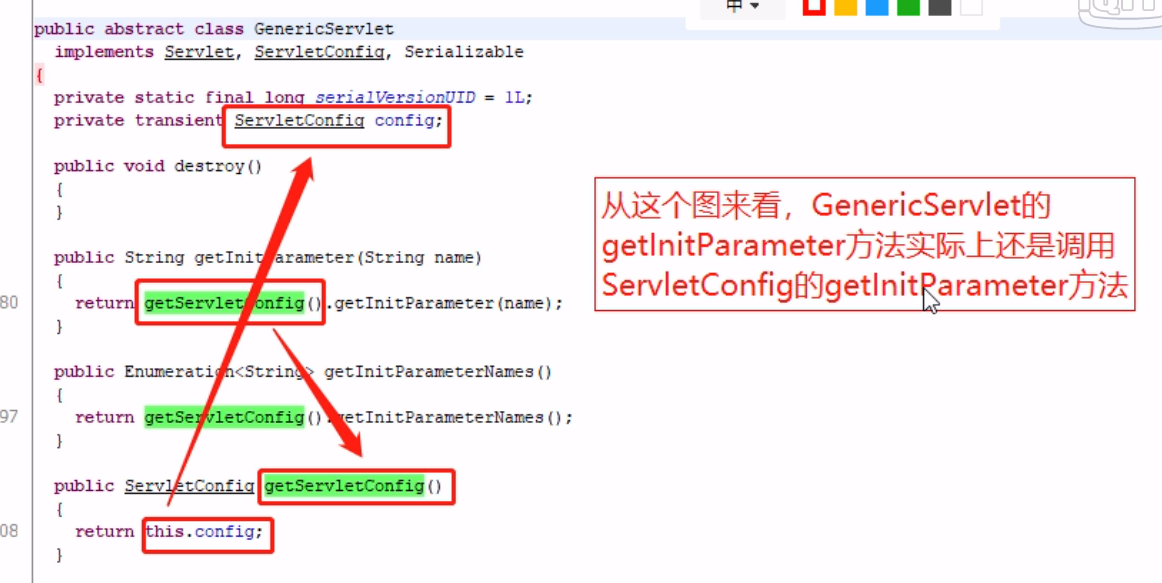 中
public abstract class GenericServlet
implements Servlet, ServletConfig, Serializable
{
private static final long serialVersionUID = 1L;
private transient ServletConfig config;
public void destroy()
{
}
public String getInitParameter(String name)
{
80 return getServletConfig().getInitParameter(name);
}
public Enumeration<String> getInitParameterNames()
{
97 return getServletConfig().getInitParameterNames();
}
public ServletConfig getServletConfig()
{
08 return this.config;
}
从这个图来看，GenericServlet的
getInitParameter方法实际上还是调用
ServletConfig的getInitParameter方法